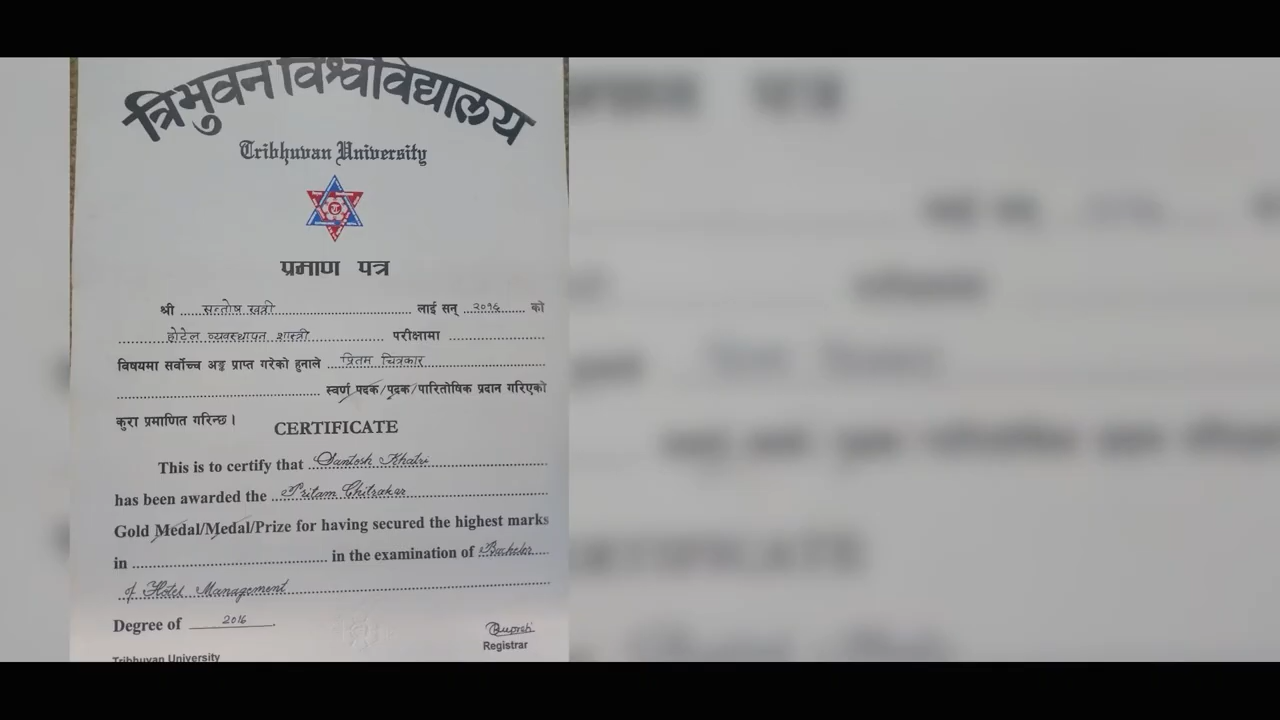 त्रिभुवन विश्वविद्यालय
Tribhuvan University
प्रमाण पत्र
श्री सन्तोष खत्री लाई सन् २०१६ को
होटेल व्यवस्थापन शास्त्री परीक्षामा
विषयमा सर्वोच्च अङ्क प्राप्त गरेको हुनाले प्रितम चित्रकार
स्वर्ण पदक/पदक/पारितोषिक प्रदान गरिएको
कुरा प्रमाणित गरिन्छ।
CERTIFICATE
This is to certify that Santosh Khatri
has been awarded the Pritam Chitrakar
Gold Medal/Medal/Prize for having secured the highest marks
in in the examination of Bachelor
of Hotel Management
Degree of 2016
Registrar
Tribhuvan University